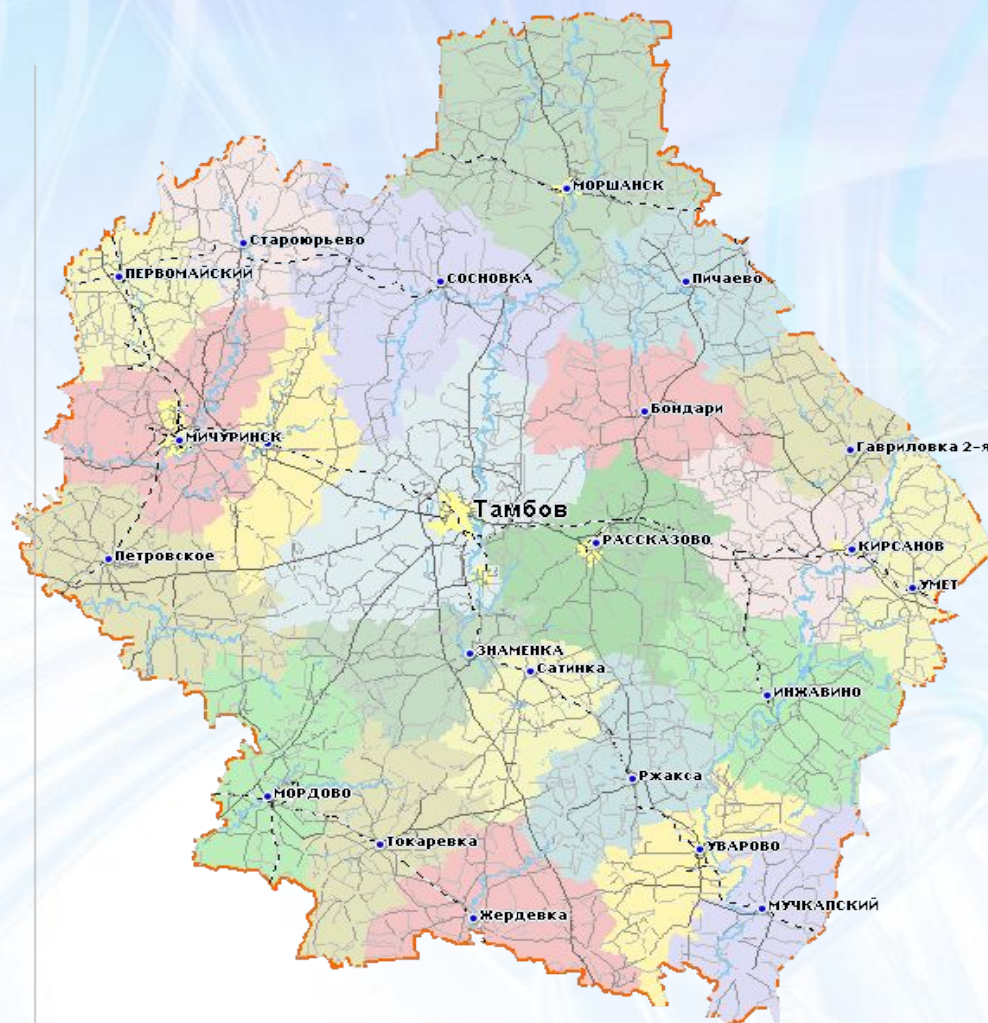 МОРШАНСК
Староюрьево
ПЕРВОМАЙСКИЙ
СОСНОВКА
Пичаево
Бондари
МИЧУРИНСК
Гавриловка 2-я
Тамбов
РАССКАЗОВО
КИРСАНОВ
Петровское
УМЕТ
ЗНАМЕНКА
Сатинка
ИНЖАВИНО
Ржакса
МОРДОВО
Токаревка
УВАРОВО
МУЧКАПСКИЙ
Жердевка